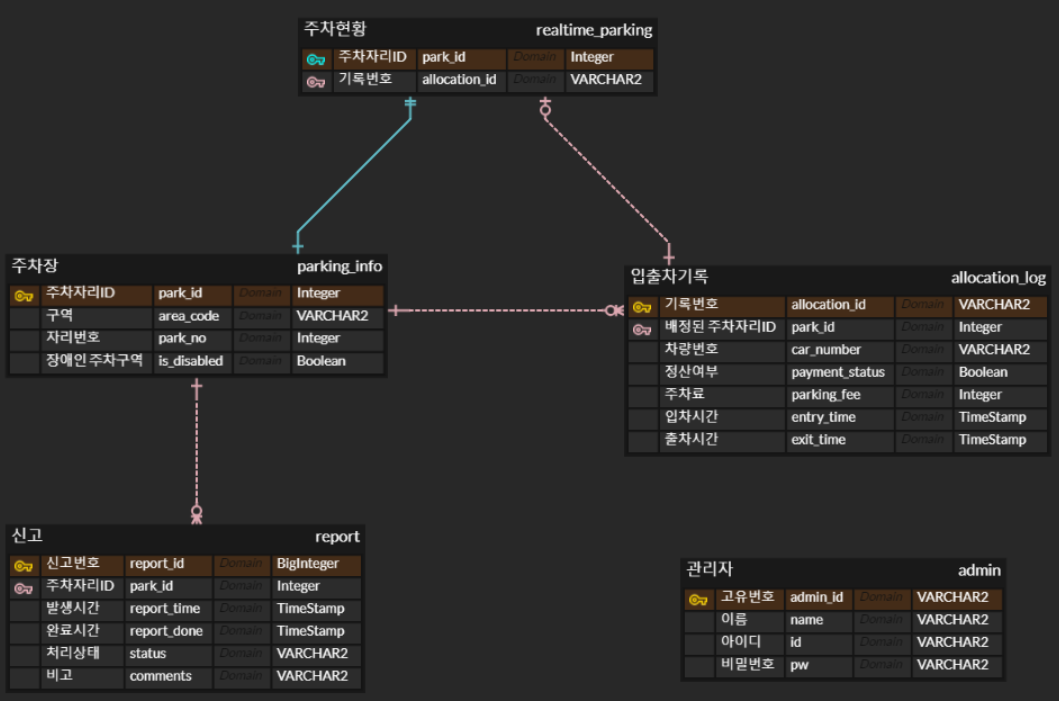 주차현황 realtime_parking
주차자리ID park_id Domain Integer
기록번호 allocation_id Domain VARCHAR2
주차장 parking_info
주차자리ID park_id Domain Integer
구역 area_code Domain VARCHAR2
자리번호 park_no Domain Integer
장애인 주차구역 is_disabled Domain Boolean
입출차기록 allocation_log
기록번호 allocation_id Domain VARCHAR2
배정된 주차자리ID park_id Domain Integer
차량번호 car_number Domain VARCHAR2
정산여부 payment_status Domain Boolean
주차료 parking_fee Domain Integer
입차시간 entry_time Domain TimeStamp
출차시간 exit_time Domain TimeStamp
신고 report
신고번호 report_id Domain BigInteger
주차자리ID park_id Domain Integer
발생시간 report_time Domain TimeStamp
완료시간 report_done Domain TimeStamp
처리상태 status Domain VARCHAR2
비고 comments Domain VARCHAR2
관리자 admin
고유번호 admin_id Domain VARCHAR2
이름 name Domain VARCHAR2
아이디 id Domain VARCHAR2
비밀번호 pw Domain VARCHAR2